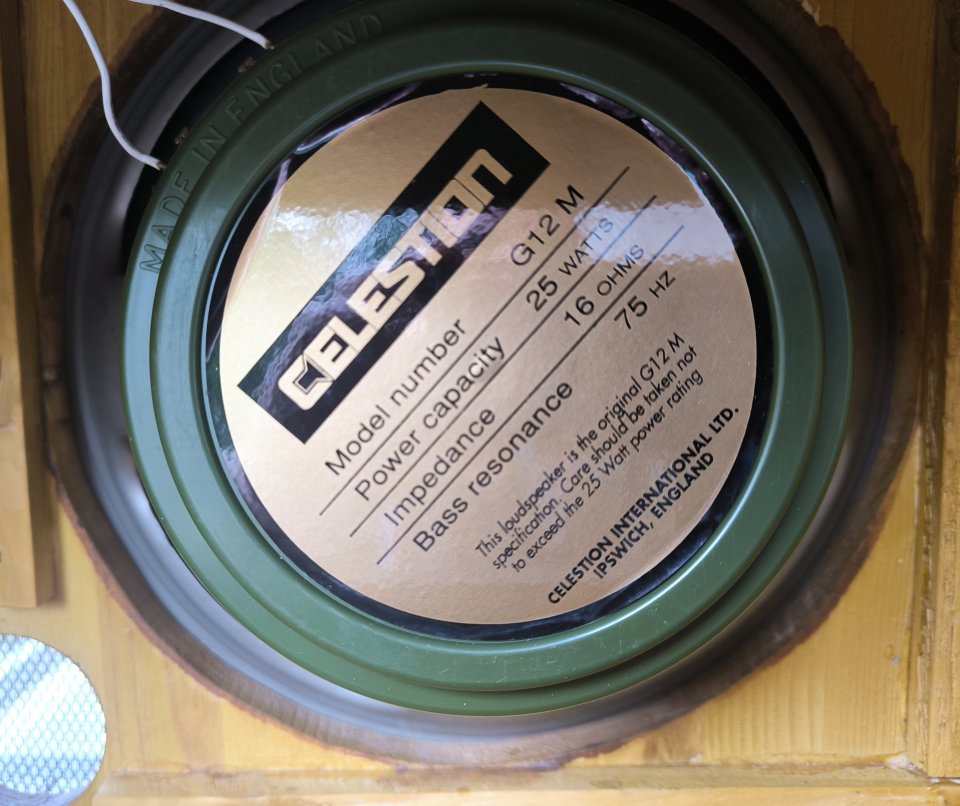 MADE IN ENGLAND
CELESTION
Model number G12 M
Power capacity 25 WATTS
Impedance 16 OHMS
Bass resonance 75 HZ
This loudspeaker is the original G12 M
specification. Care should be taken not
to exceed the 25 Watt power rating
CELESTION INTERNATIONAL LTD.
IPSWICH, ENGLAND